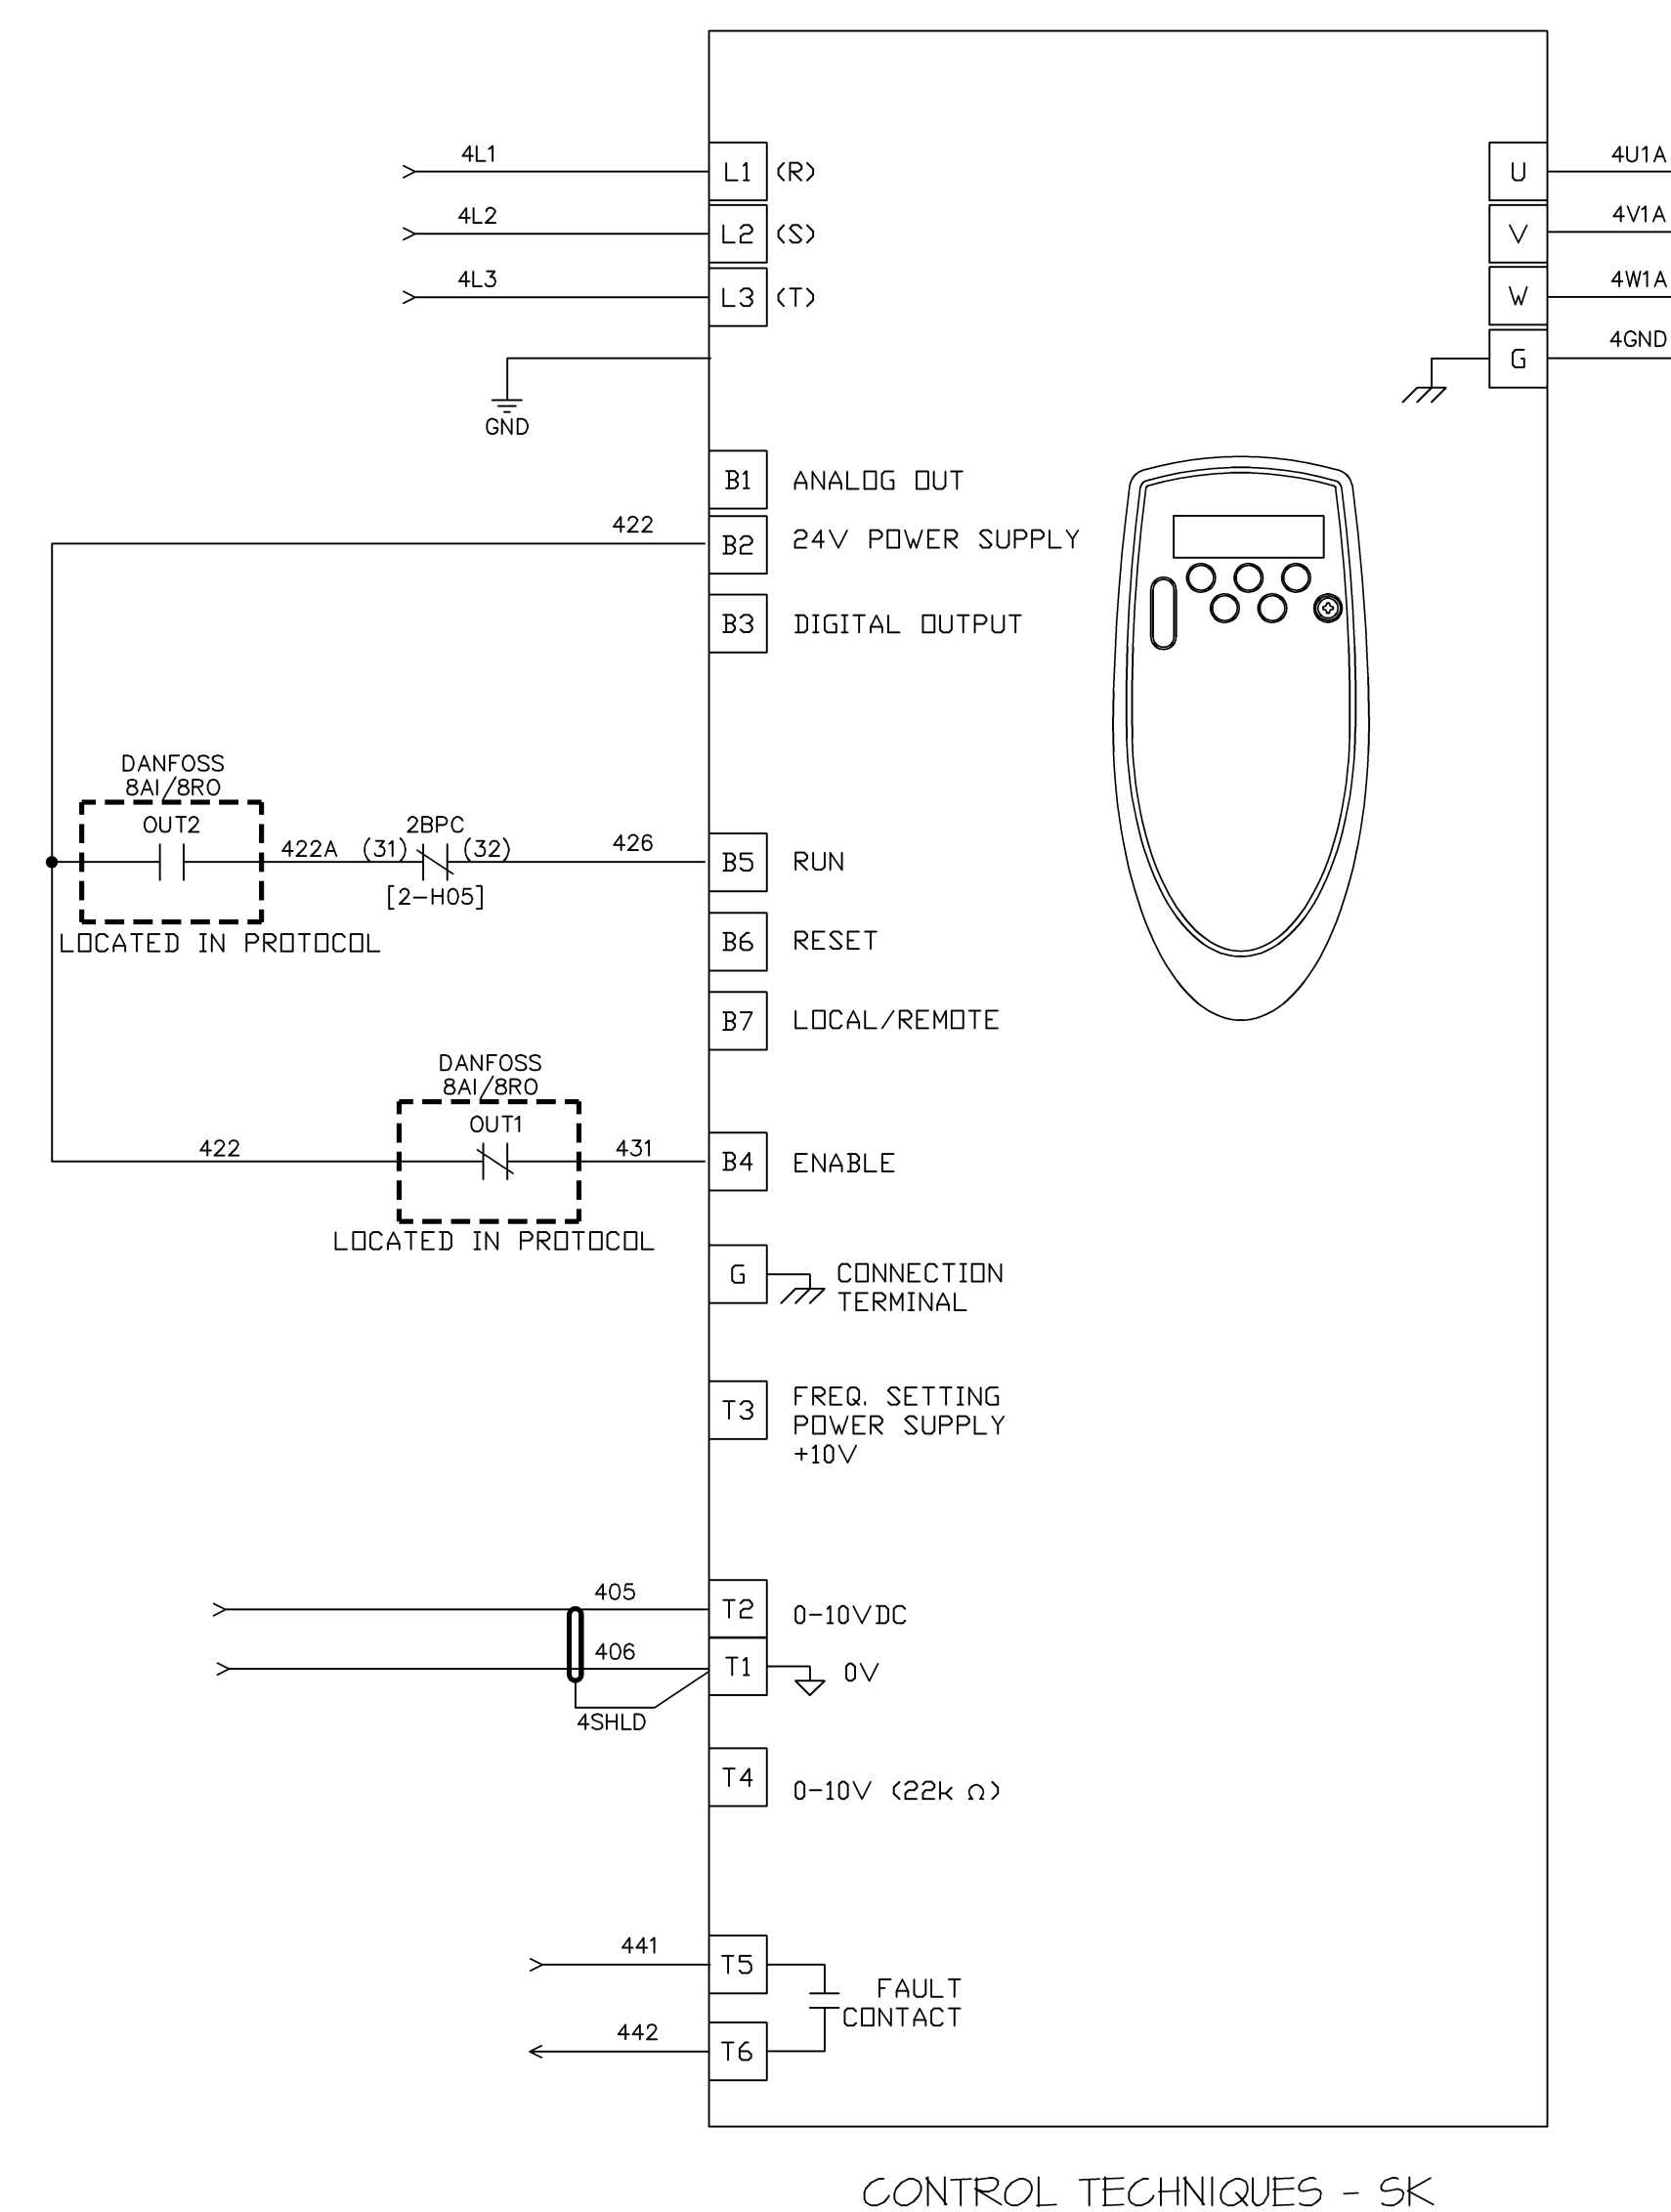 4L1
L1 (R)
U
4U1A
4L2
L2 (S)
V
4V1A
4L3
L3 (T)
W
4W1A
G
4GND
GND
B1 ANALOG OUT
422
B2 24V POWER SUPPLY
B3 DIGITAL OUTPUT
DANFOSS
8AI/8RO
OUT2
422A (31) 2BPC (32)
[2-H05]
426
B5 RUN
LOCATED IN PROTOCOL
B6 RESET
B7 LOCAL/REMOTE
DANFOSS
8AI/8RO
OUT1
422
431
B4 ENABLE
LOCATED IN PROTOCOL
G CONNECTION
TERMINAL
T3 FREQ. SETTING
POWER SUPPLY
+10V
405
T2 0-10VDC
406
T1 0V
4SHLD
T4 0-10V (22k Ω)
441
T5
FAULT
CONTACT
442
T6
CONTROL TECHNIQUES - SK